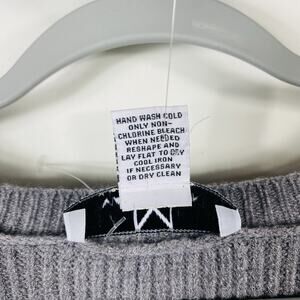 HAND WASH COLD
ONLY NON-
CHLORINE BLEACH
WHEN NEEDED
RESHAPE AND
LAY FLAT TO DRY
COOL IRON
IF NECESSARY
OR DRY CLEAN